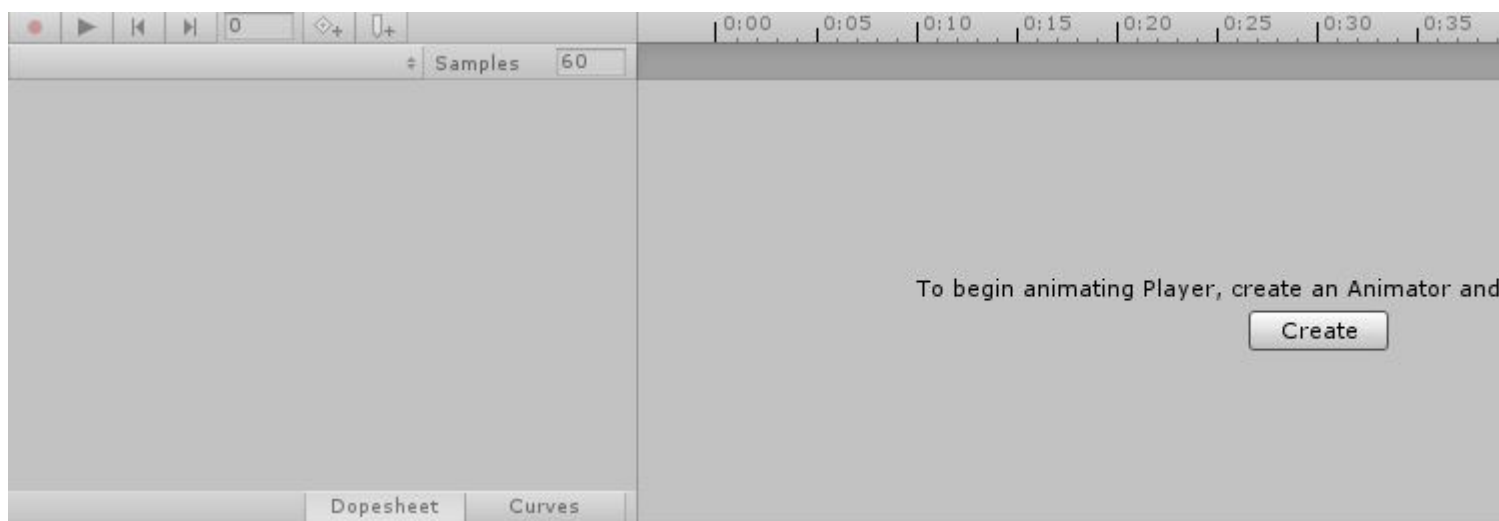 0
0:00 0:05 0:10 0:15 0:20 0:25 0:30 0:35
Samples 60
To begin animating Player, create an Animator and
Create
Dopesheet Curves